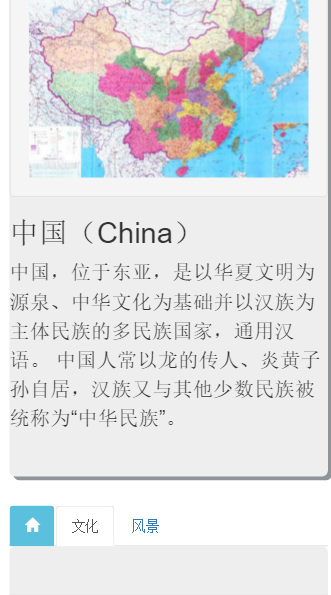 中国（China）
中国，位于东亚，是以华夏文明为
源泉、中华文化为基础并以汉族为
主体民族的多民族国家，通用汉
语。 中国人常以龙的传人、炎黄子
孙自居，汉族又与其他少数民族被
统称为“中华民族”。
文化 风景